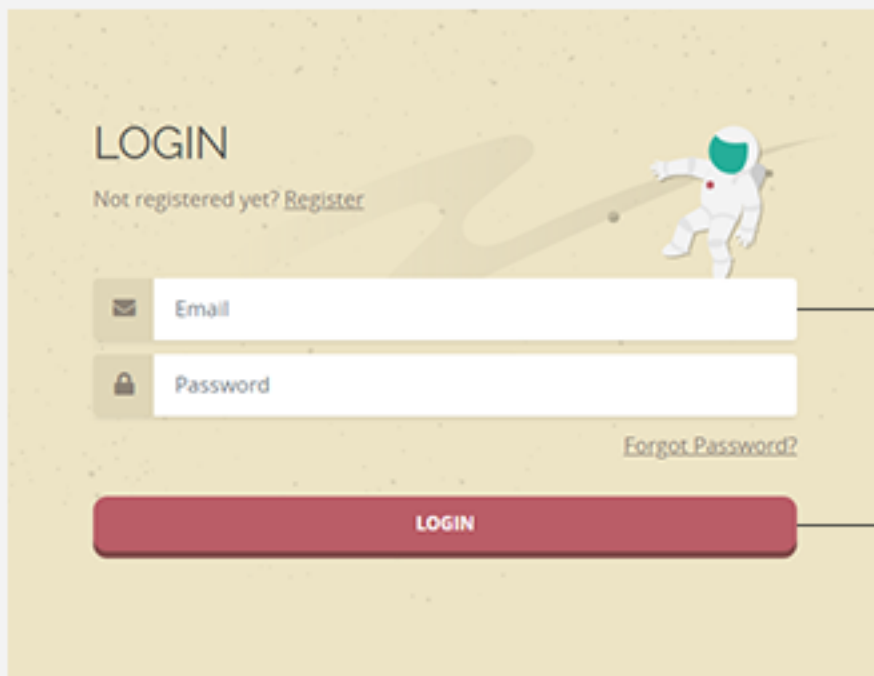 LOGIN
Not registered yet? Register
Email
Password
Forgot Password?
LOGIN